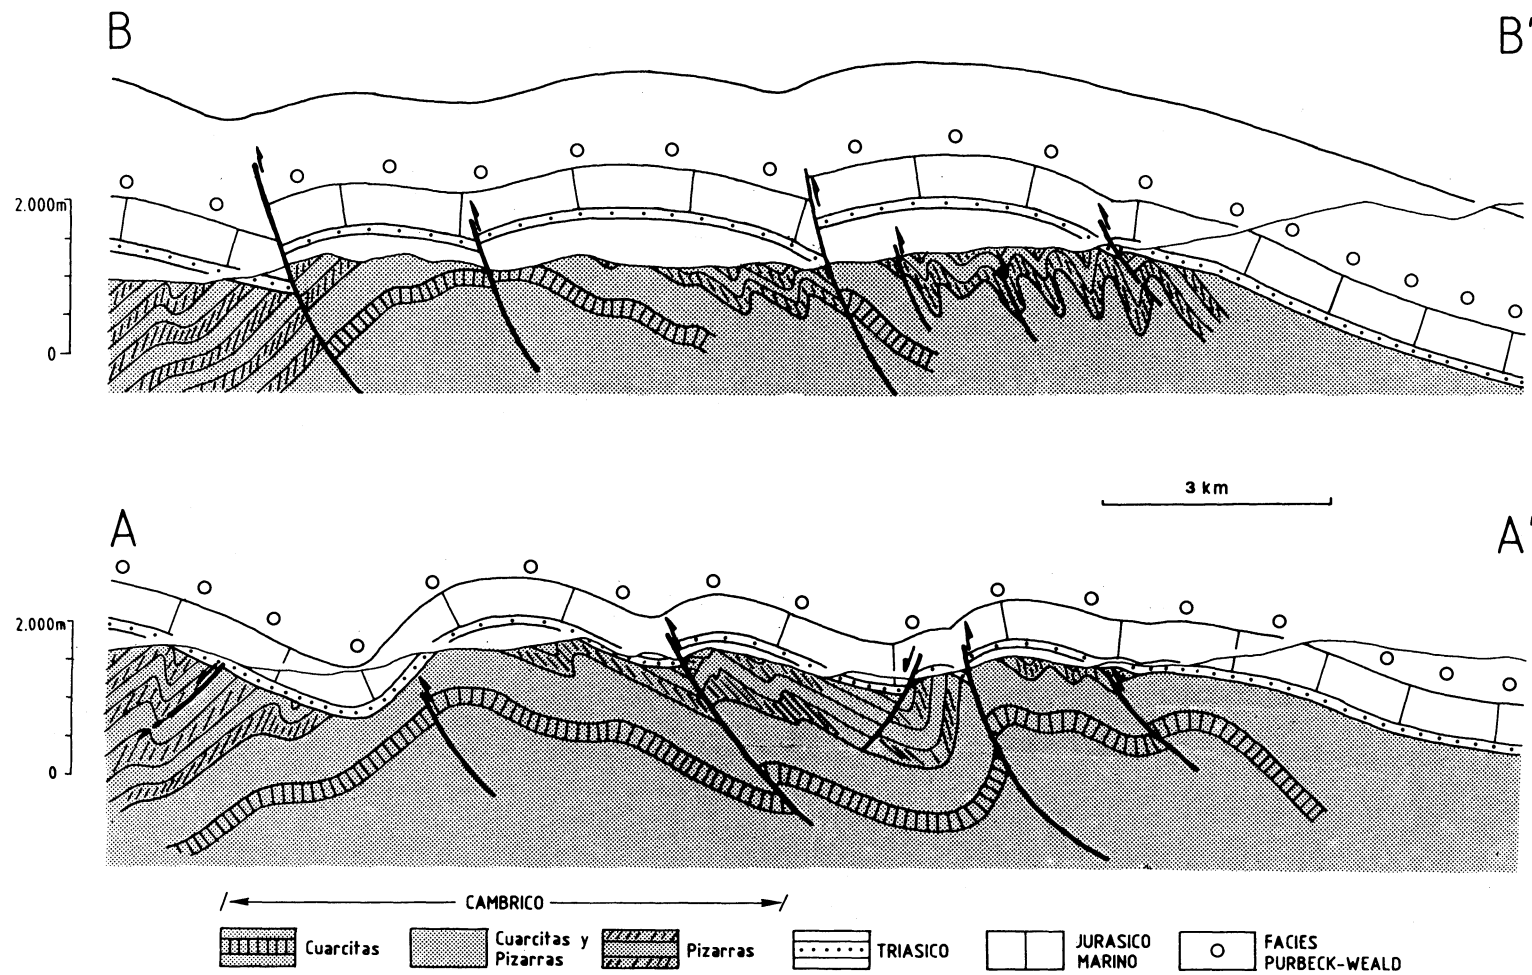 B
B'
2.000m
0
3 km
A
A'
2.000m
0
CAMBRICO
Cuarcitas
Cuarcitas y
Pizarras
Pizarras
TRIASICO
JURASICO
MARINO
FACIES
PURBECK-WEALD